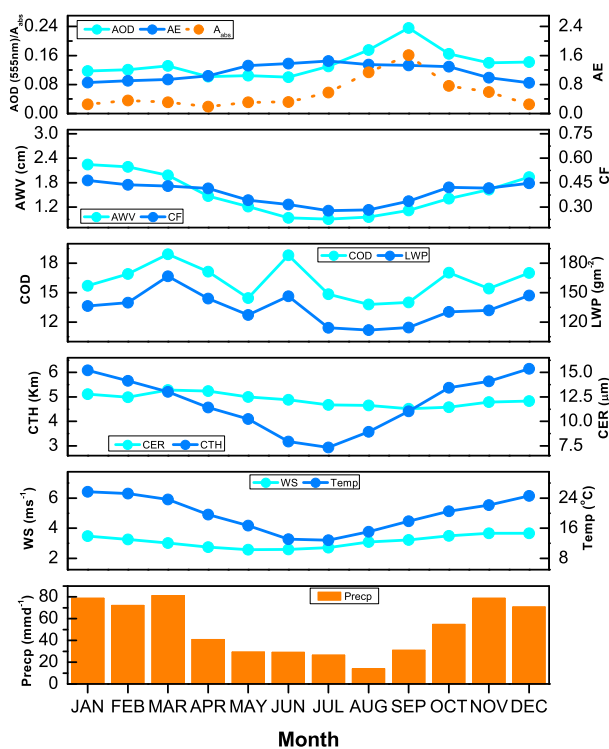 AOD AE Aabs
AOD (555nm)/Aabs
0.24
0.16
0.08
0.00
2.4
1.6
0.8
0.0
AE
AWV (cm)
3.0
2.4
1.8
1.2
0.75
0.60
0.45
0.30
CF
AWV CF
COD LWP
COD
18
15
12
180
150
120
LWP (gm-2)
CTH (Km)
6
5
4
3
15.0
12.5
10.0
7.5
CER (μm)
CER CTH
WS Temp
WS (ms-1)
6
4
2
24
16
8
Temp (°C)
Precp
Precp (mmd-1)
80
60
40
20
0
JAN FEB MAR APR MAY JUN JUL AUG SEP OCT NOV DEC
Month